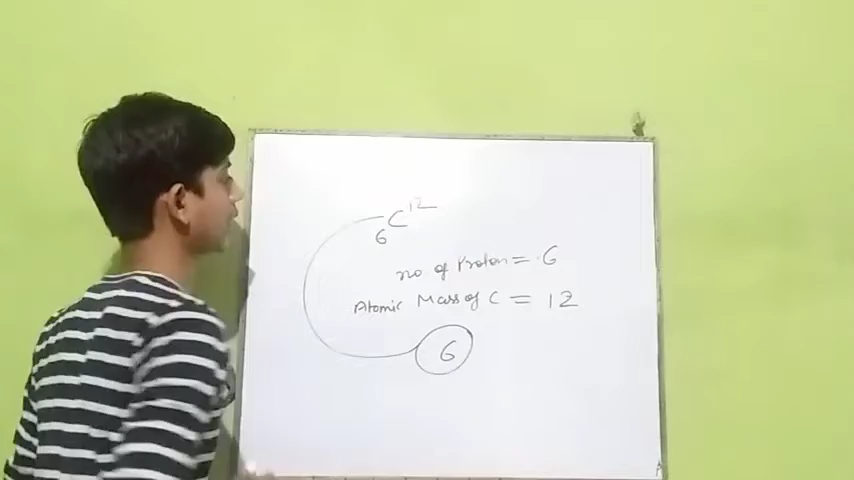 6C12
no of Proton = 6
Atomic Mass of C = 12
6